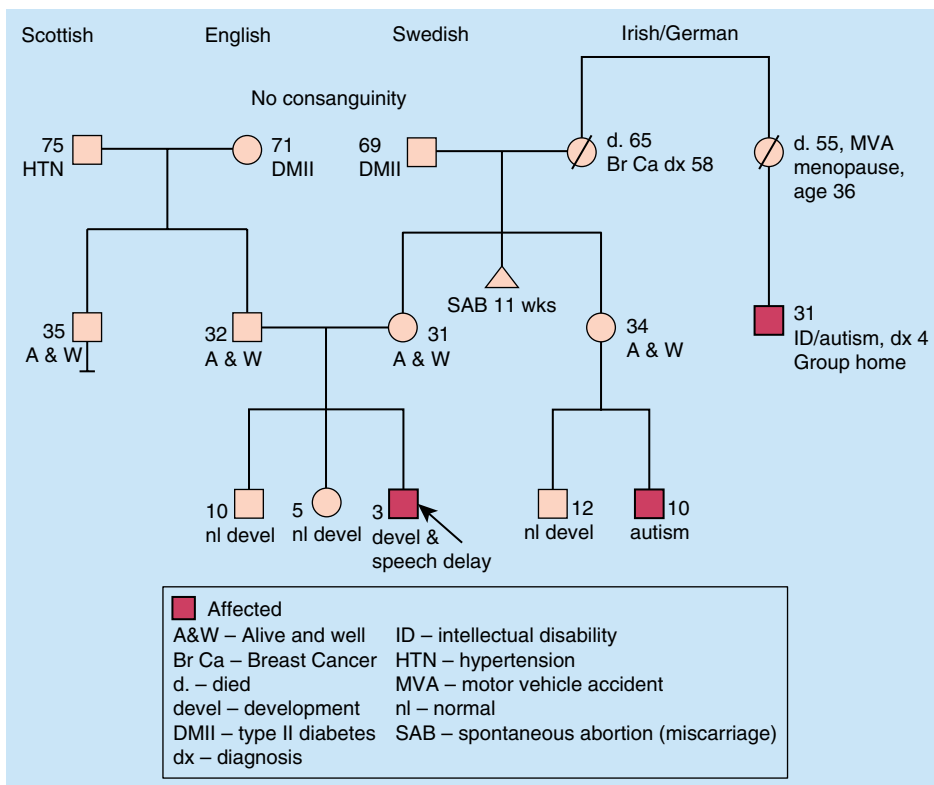 Scottish English Swedish Irish/German
No consanguinity
75
HTN
71
DMII
69
DMII
d. 65
Br Ca dx 58
d. 55, MVA
menopause,
age 36
SAB 11 wks
35
A & W
32
A & W
31
A & W
34
A & W
31
ID/autism, dx 4
Group home
10
nl devel
5
nl devel
3
devel &
speech delay
12
nl devel
10
autism
Affected
A&W – Alive and well
Br Ca – Breast Cancer
d. – died
devel – development
DMII – type II diabetes
dx – diagnosis
ID – intellectual disability
HTN – hypertension
MVA – motor vehicle accident
nl – normal
SAB – spontaneous abortion (miscarriage)